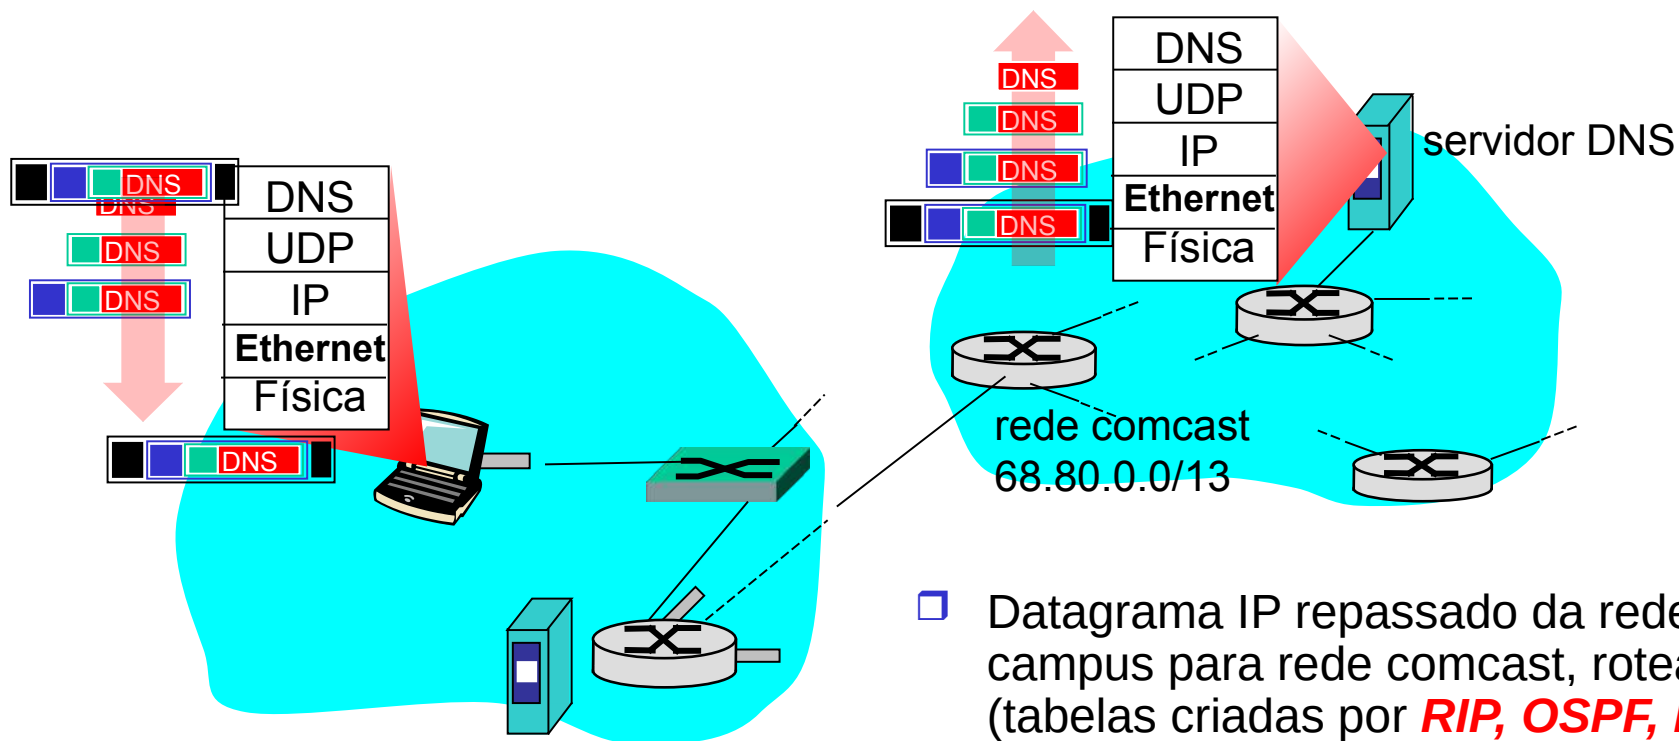 DNS
DNS
DNS
DNS
DNS
UDP
IP
Ethernet
Física
DNS
DNS
DNS
DNS
DNS
DNS
UDP
IP
Ethernet
Física
servidor DNS
rede comcast
68.80.0.0/13
Datagrama IP repassado da rede
campus para rede comcast,
(tabelas criadas por RIP, OSPF,